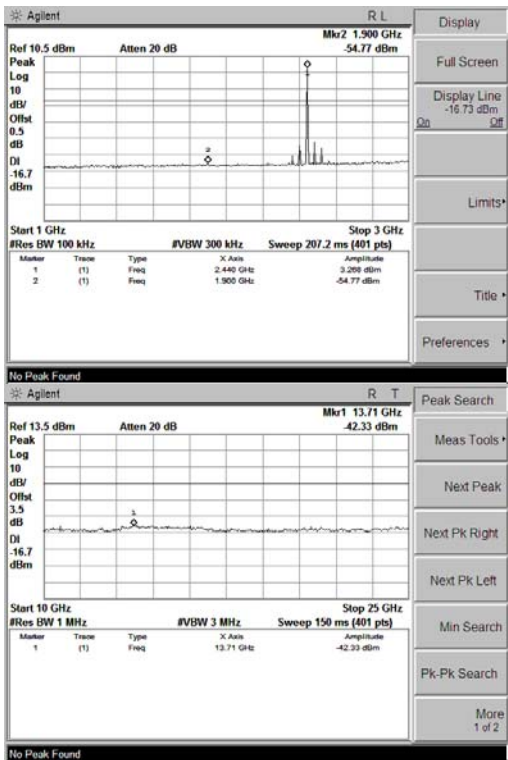 Agilent R L Display
Mkr2 1.900 GHz
Ref 10.5 dBm Atten 20 dB -54.77 dBm
Peak
Log
10
dB/
Offst
0.5
dB
DI
-16.7
dBm
1
2
Start 1 GHz Stop 3 GHz
#Res BW 100 kHz #VBW 300 kHz Sweep 207.2 ms (401 pts)
Marker Trace Type X Axis Amplitude
1 (1) Freq 2.440 GHz 3.268 dBm
2 (1) Freq 1.900 GHz -54.77 dBm
Full Screen
Display Line
-16.73 dBm
On Off
Limits
Title
Preferences
No Peak Found
Agilent R T Peak Search
Mkr1 13.71 GHz
Ref 13.5 dBm Atten 20 dB -42.33 dBm
Peak
Log
10
dB/
Offst
3.5
dB
DI
-16.7
dBm
1
Start 10 GHz Stop 25 GHz
#Res BW 1 MHz #VBW 3 MHz Sweep 150 ms (401 pts)
Marker Trace Type X Axis Amplitude
1 (1) Freq 13.71 GHz -42.33 dBm
Meas Tools
Next Peak
Next Pk Right
Next Pk Left
Min Search
Pk-Pk Search
More
1 of 2
No Peak Found